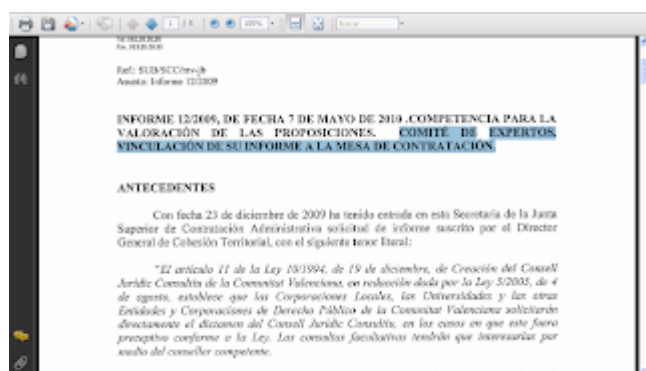 Ref.: SUB/SCC/mv-jb
Asunto: Informe 12/2009
INFORME 12/2009, DE FECHA 7 DE MAYO DE 2010 .COMPETENCIA PARA LA
VALORACIÓN DE LAS PROPOSICIONES. COMITÉ DE EXPERTOS.
VINCULACIÓN DE SU INFORME A LA MESA DE CONTRATACIÓN.
ANTECEDENTES
Con fecha 23 de diciembre de 2009 ha tenido entrada en esta Secretaría de la Junta
Superior de Contratación Administrativa solicitud de informe suscrito por el Director
General de Cohesión Territorial, con el siguiente tenor literal:
"El artículo 11 de la Ley 10/1994, de 19 de diciembre, de Creación del Consell
Jurídic Consultiu de la Comunitat Valenciana, en redacción dada por la Ley 5/2005, de 4
de agosto, establece que las Corporaciones Locales, las Universidades y las otras
Entidades y Corporaciones de Derecho Público de la Comunitat Valenciana solicitarán
directamente el dictamen del Consell Jurídic Consultiu, en los casos en que este fuera
preceptivo conforme a la Ley. Las consultas facultativas tendrán que interesarlas por
medio del conseller competente.